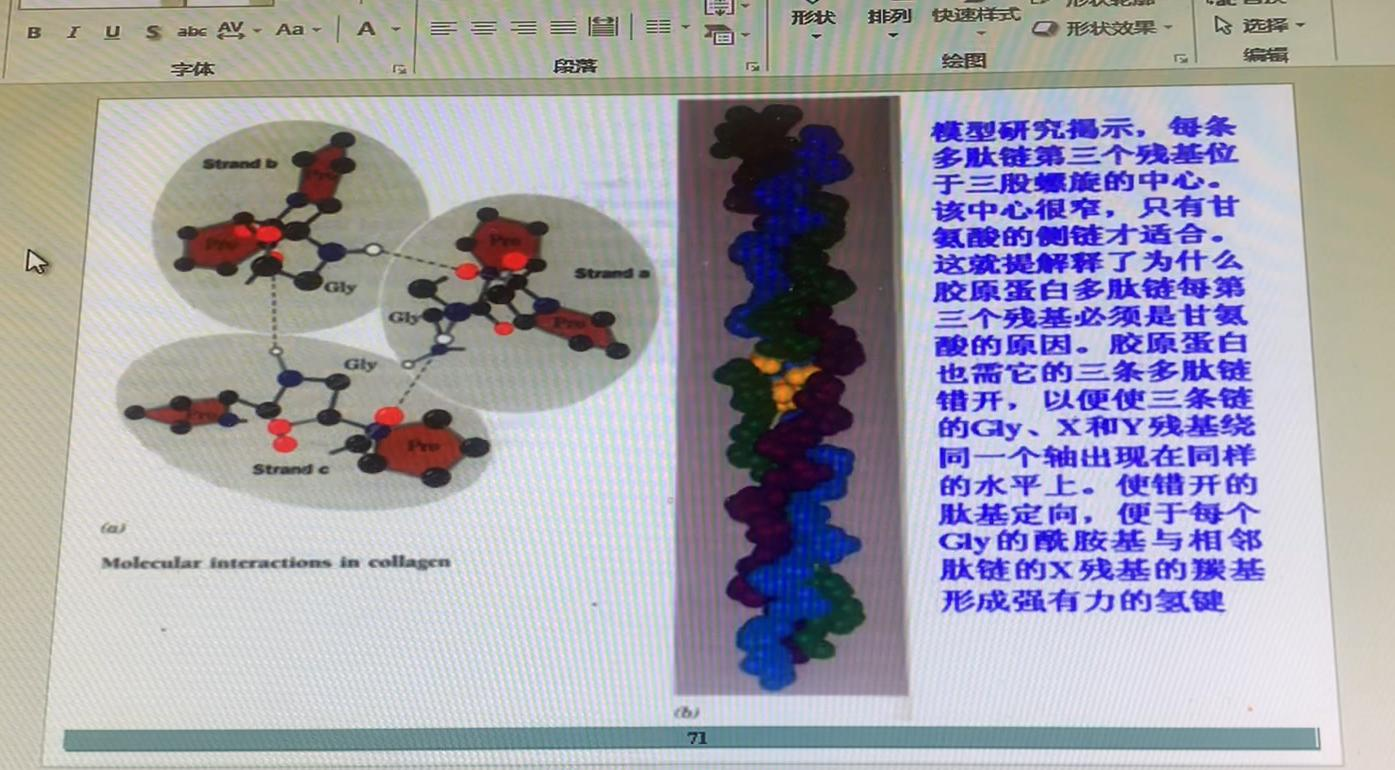 B I U S abc AV Aa A
字体
段落
形状
排列
快速样式
形状轮廓
形状效果
绘图
选择
编辑
Strand b
Pro
Pro
Gly
Pro
Strand a
Gly
Pro
Gly
Pro
Pro
Strand c
(a)
Molecular interactions in collagen
(b)
模型研究揭示，每条
多肽链第三个残基位
于三股螺旋的中心。
该中心很窄，只有甘
氨酸的侧链才适合。
这就提解释了为什么
胶原蛋白多肽链每第
三个残基必须是甘氨
酸的原因。胶原蛋白
也需它的三条多肽链
错开，以便使三条链
的Gly、X和Y残基绕
同一个轴出现在同样
的水平上。使错开的
肽基定向，便于每个
Gly的酰胺基与相邻
肽链的X残基的羰基
形成强有力的氢键
71